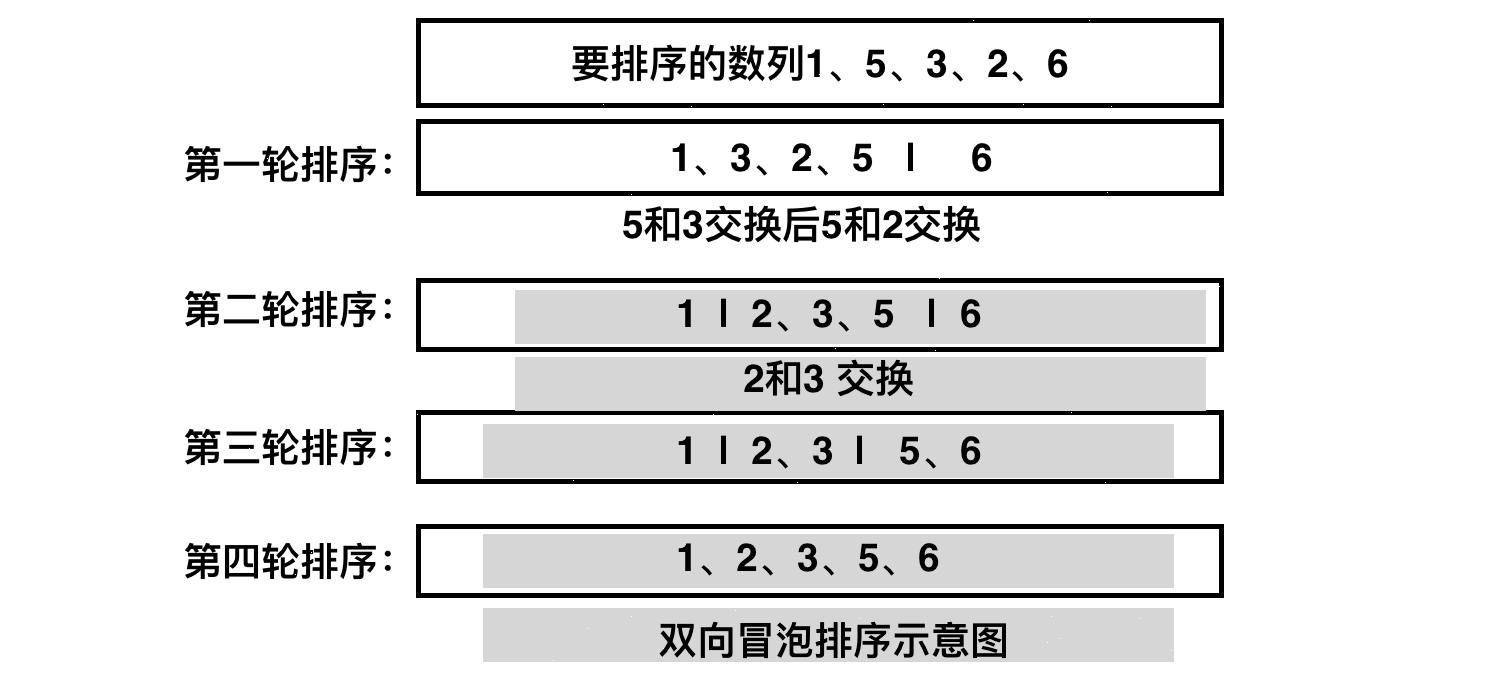 要排序的数列1、5、3、2、6
第一轮排序： 1、3、2、5 | 6
5和3交换后5和2交换
第二轮排序： 1 | 2、3、5 | 6
2和3 交换
第三轮排序： 1 | 2、3 | 5、6
第四轮排序： 1、2、3、5、6
双向冒泡排序示意图